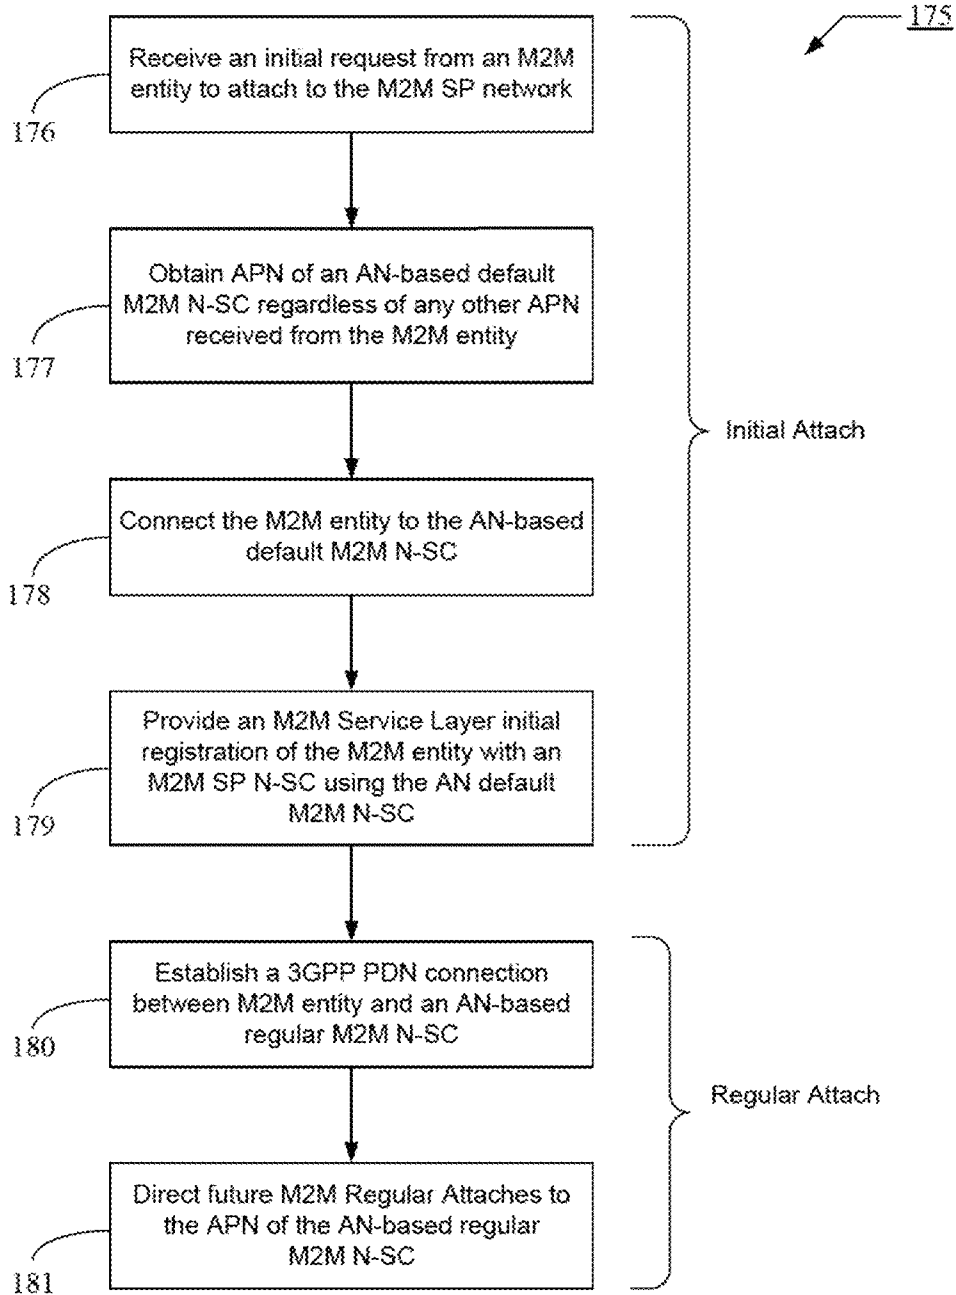 175
Receive an initial request from an M2M
entity to attach to the M2M SP network
176
Obtain APN of an AN-based default
M2M N-SC regardless of any other APN
received from the M2M entity
177
Initial Attach
Connect the M2M entity to the AN-based
default M2M N-SC
178
Provide an M2M Service Layer initial
registration of the M2M entity with an
M2M SP N-SC using the AN default
M2M N-SC
179
Establish a 3GPP PDN connection
between M2M entity and an AN-based
regular M2M N-SC
180
Regular Attach
Direct future M2M Regular Attaches to
the APN of the AN-based regular
M2M N-SC
181